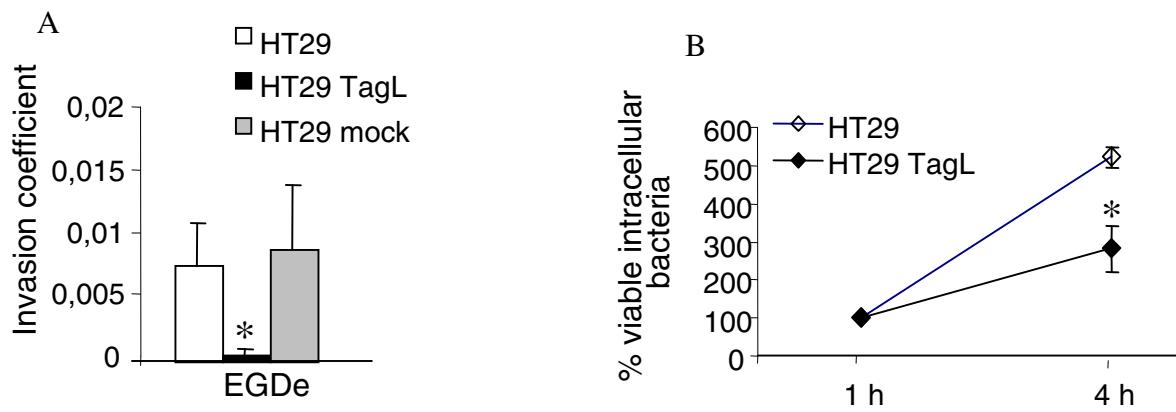 A
HT29
HT29 TagL
HT29 mock
Invasion coefficient
0,02
0,015
0,01
0,005
0
*
EGDe
B
HT29
HT29 TagL
% viable intracellular
bacteria
600
500
400
300
200
100
0
*
1 h
4 h